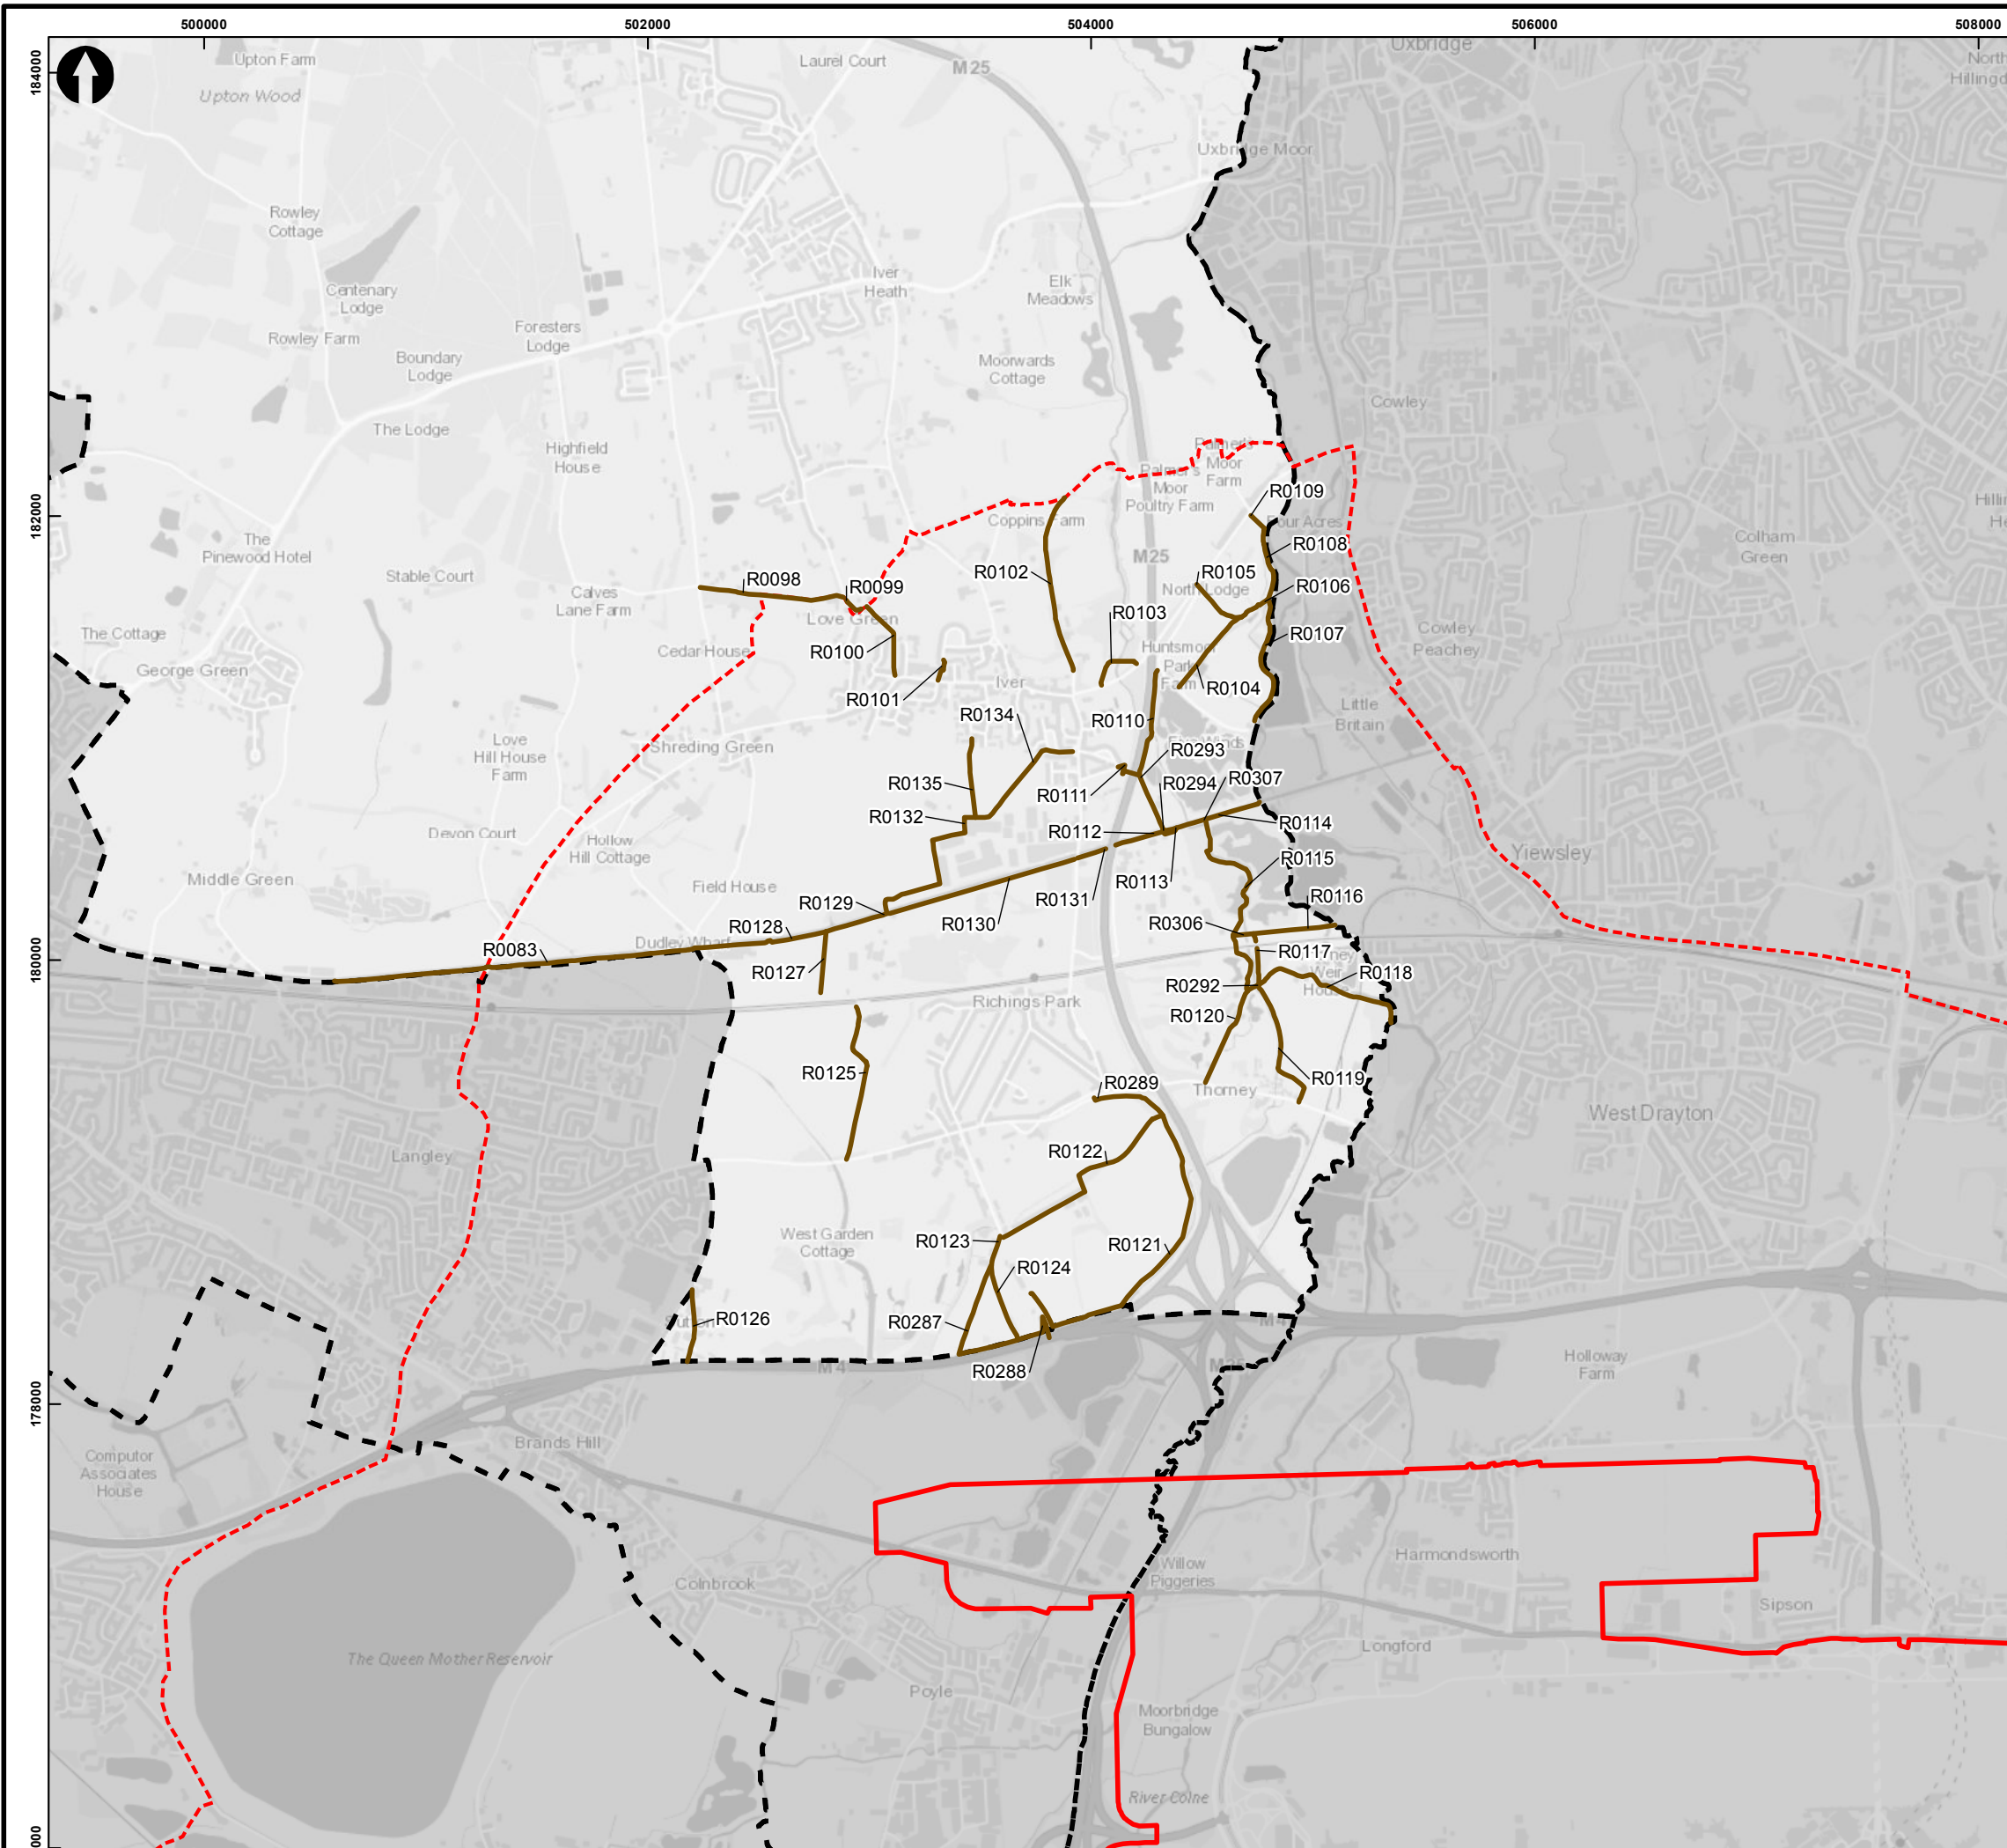 500000
502000
504000
506000
508000
184000
182000
180000
178000
Upton Farm
Upton Wood
Laurel Court
M25
Uxbridge
North
Uxbridge Moor
Rowley
Cottage
Centenary
Lodge
Rowley Farm
Foresters
Lodge
Boundary
Lodge
The Lodge
Iver
Heath
Elk
Meadows
Moorwards
Cottage
Cowley
Highfield
House
Palmer's
Moor
Farm
Palmer's
Moor
Poultry Farm
R0109
Four Acres
Coppins Farm
The
Pinewood Hotel
Colham
Green
R0108
M25
Stable Court
R0098
R0099
R0102
R0105
North Lodge
R0106
Calves
Lane Farm
Love Green
R0103
The Cottage
George Green
Cedar House
R0100
Huntsmoor
Park
Farm
R0107
Cowley
Peachey
R0101
Iver
R0104
R0134
R0110
Little
Britain
Love
Hill House
Farm
Shreding Green
Five Winds
R0293
R0135
R0111
R0294
R0307
R0132
Devon Court
Hollow
Hill Cottage
R0112
R0114
Yiewsley
R0115
Middle Green
Field House
R0113
R0129
R0131
R0116
R0130
R0128
R0306
R0083
Dudley Wharf
R0117
Weir
House
R0127
R0118
R0292
Richings Park
R0120
R0125
R0119
R0289
Thorney
West Drayton
Langley
R0122
West Garden
Cottage
R0123
R0121
R0124
Sutton
R0126
R0287
M4
M4
R0288
Holloway
Farm
Computor
Associates
House
Brands Hill
Harmondsworth
Willow
Piggeries
Colnbrook
Sipson
Longford
The Queen Mother Reservoir
Poyle
Moorbridge
Bungalow
River Colne